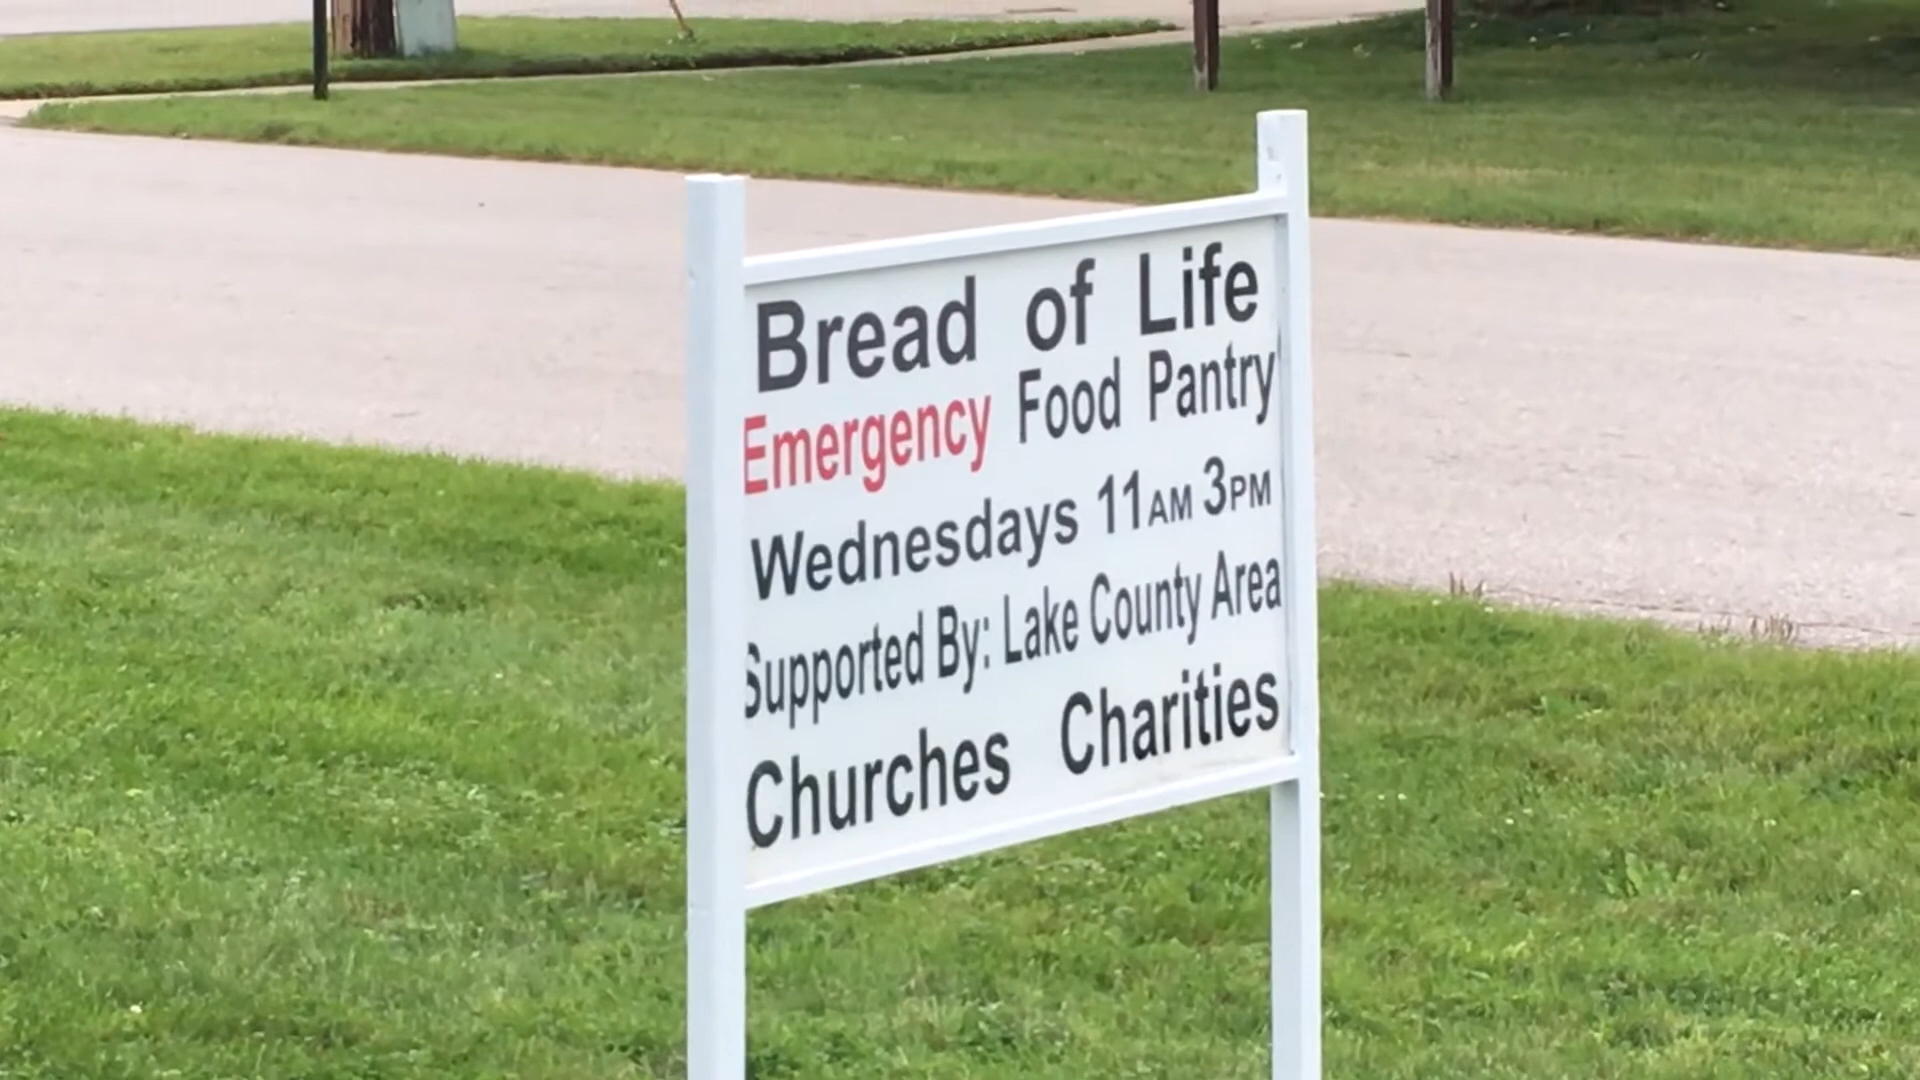 Bread of Life
Emergency Food Pantry
Wednesdays 11AM 3PM
Supported By: Lake County Area
Churches Charities